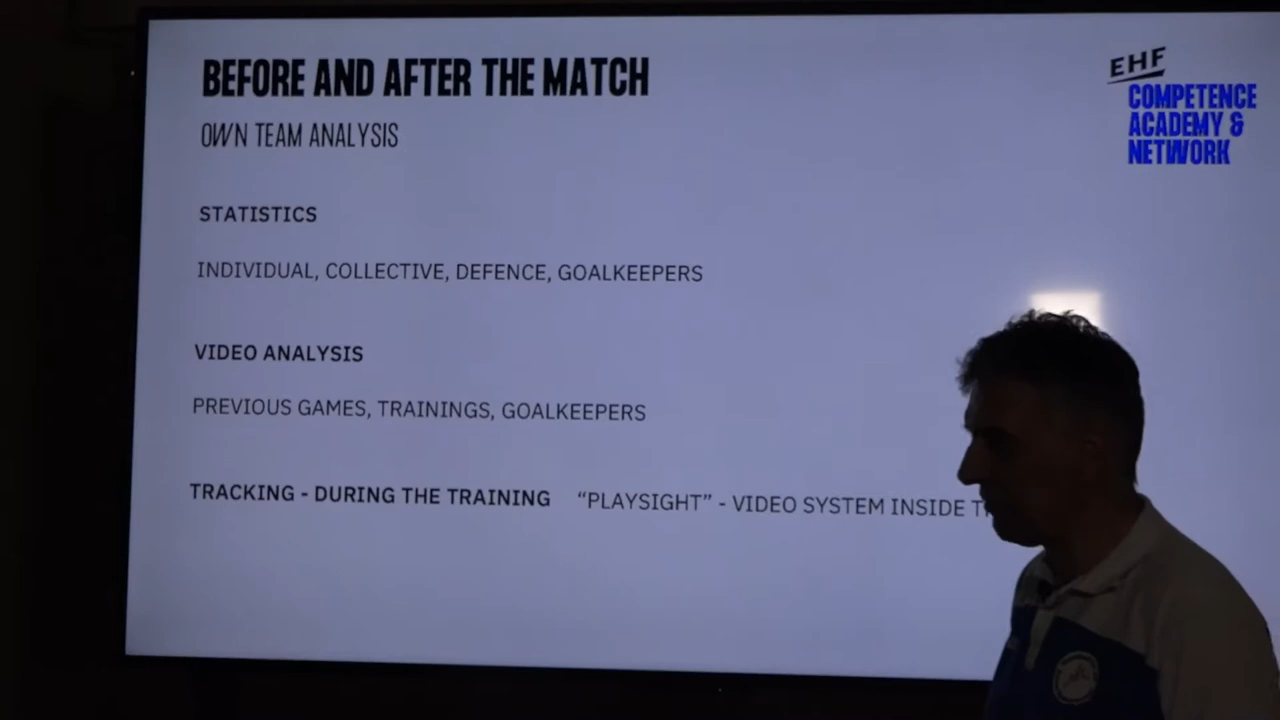 BEFORE AND AFTER THE MATCH
EHF
COMPETENCE
ACADEMY &
NETWORK
OWN TEAM ANALYSIS
STATISTICS
INDIVIDUAL, COLLECTIVE, DEFENCE, GOALKEEPERS
VIDEO ANALYSIS
PREVIOUS GAMES, TRAININGS, GOALKEEPERS
TRACKING - DURING THE TRAINING “PLAYSIGHT” - VIDEO SYSTEM INSIDE